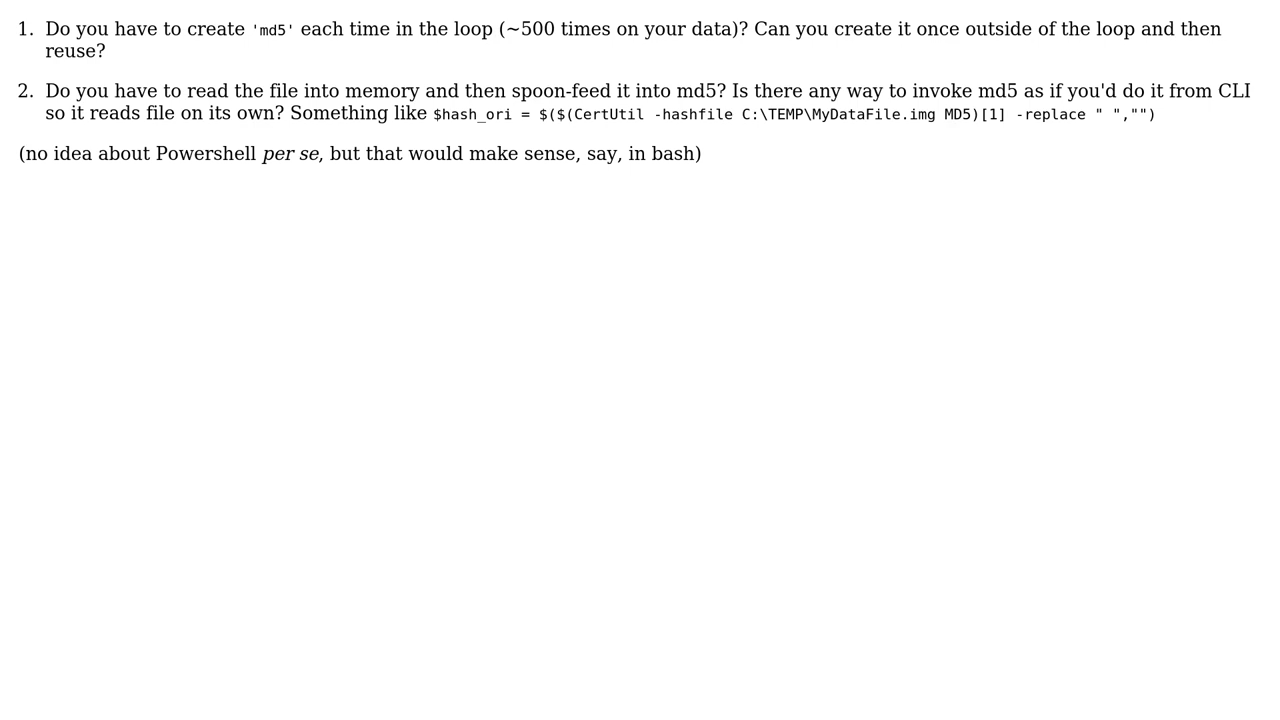 1. Do you have to create 'md5' each time in the loop (~500 times on your data)? Can you create it once outside of the loop and then
reuse?
2. Do you have to read the file into memory and then spoon-feed it into md5? Is there any way to invoke md5 as if you'd do it from CLI
so it reads file on its own? Something like $hash_ori = $($(CertUtil -hashfile C:\TEMP\MyDataFile.img MD5)[1] -replace " ","")
(no idea about Powershell per se, but that would make sense, say, in bash)